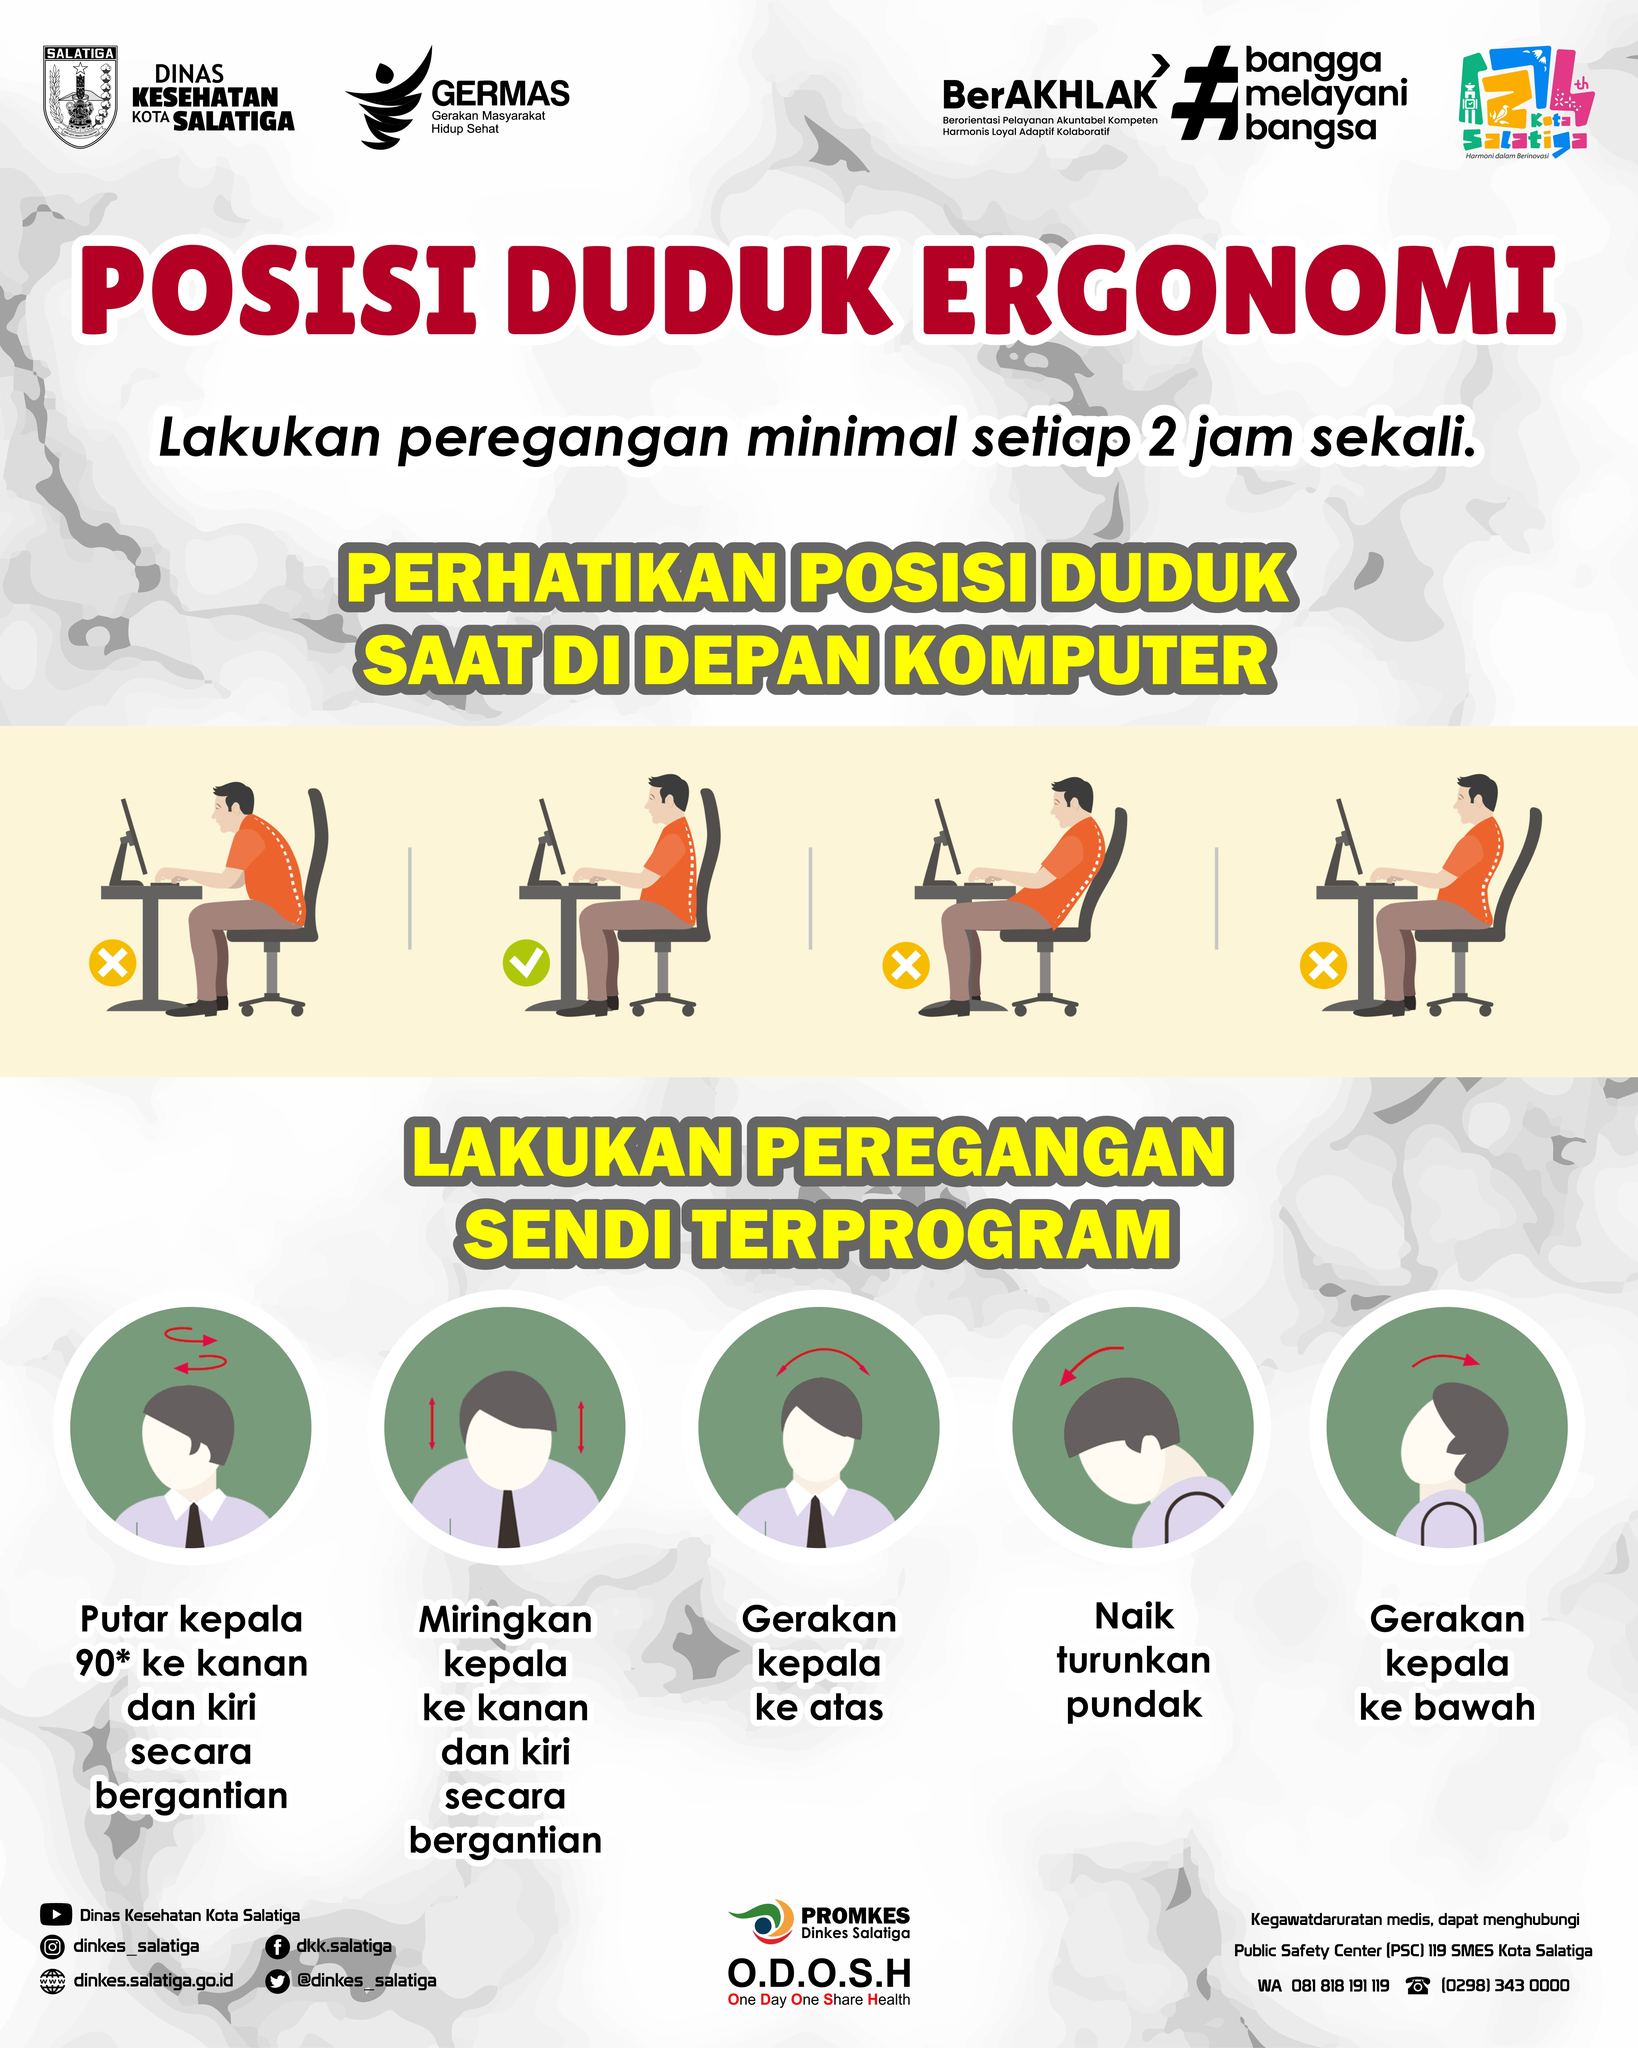 SALATIGA
DINAS
KESEHATAN
KOTA SALATIGA
GERMAS
Gerakan Masyarakat
Hidup Sehat
BerAKHLAK
Berorientasi Pelayanan Akuntabel Kompeten
Harmonis Loyal Adaptif Kolaboratif
#bangga
melayani
bangsa
1274th
Kota
Salatiga
Harmoni dalam Berinovasi
POSISI DUDUK ERGONOMI
Lakukan peregangan minimal setiap 2 jam sekali.
PERHATIKAN POSISI DUDUK
SAAT DI DEPAN KOMPUTER
LAKUKAN PEREGANGAN
SENDI TERPROGRAM
Putar kepala
90* ke kanan
dan kiri
secara
bergantian
Miringkan
kepala
ke kanan
dan kiri
secara
bergantian
Gerakan
kepala
ke atas
Naik
turunkan
pundak
Gerakan
kepala
ke bawah
Dinas Kesehatan Kota Salatiga
dinkes_salatiga
dkk.salatiga
dinkes.salatiga.go.id
@dinkes_salatiga
PROMKES
Dinkes Salatiga
O.D.O.S.H
One Day One Share Health
Kegawatdaruratan medis, dapat menghubungi
Public Safety Center (PSC) 119 SMES Kota Salatiga
WA 081 818 191 119 (0298) 343 0000